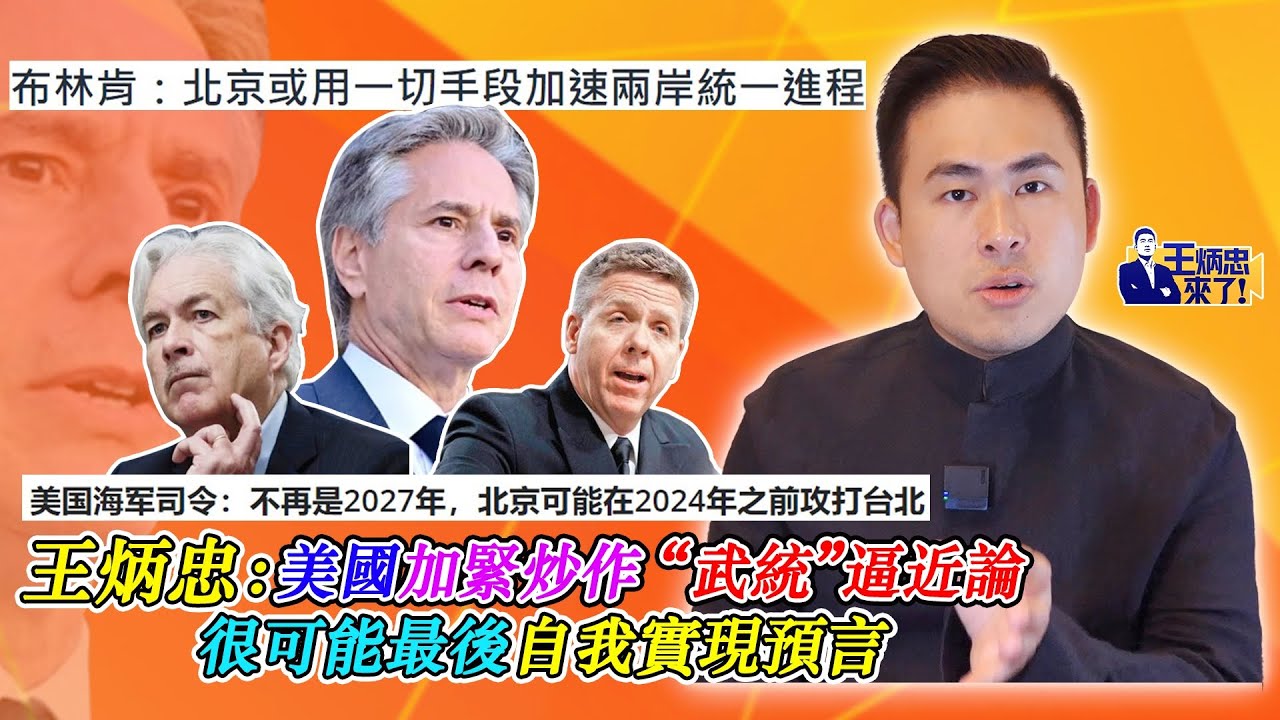 布林肯：北京或用一切手段加速兩岸統一進程
王炳忠
來了!
美国海军司令：不再是2027年，北京可能在2024年之前攻打台北
王炳忠:美國加緊炒作“武統”逼近論
很可能最後自我實現預言